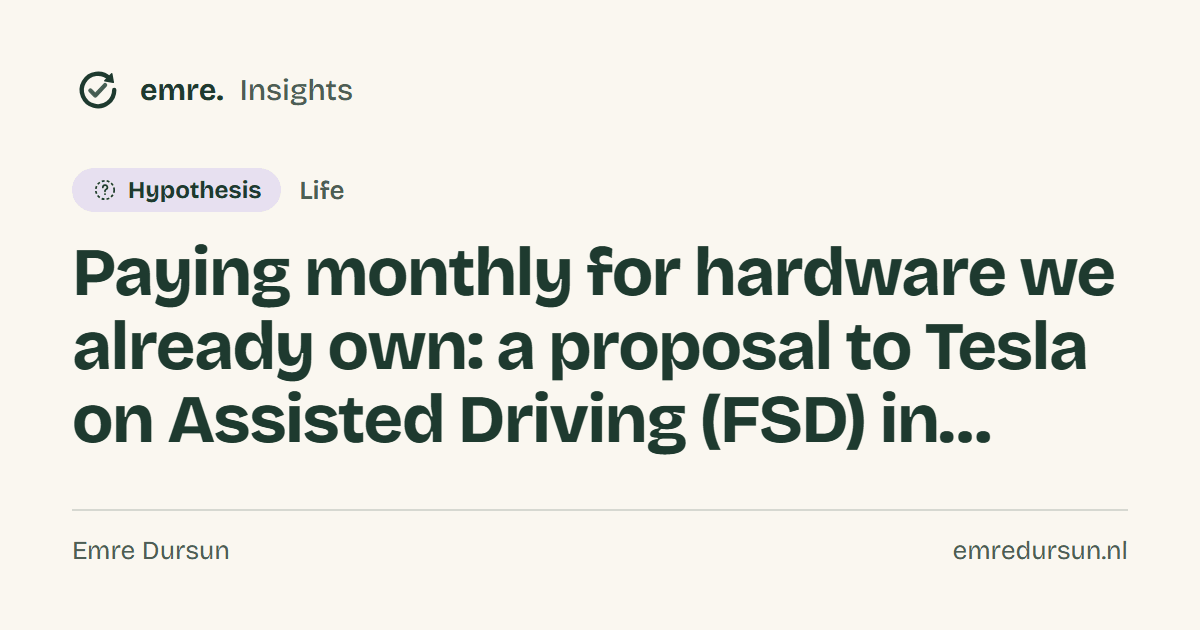 emre. Insights
Hypothesis Life
Paying monthly for hardware we
already own: a proposal to Tesla
on Assisted Driving (FSD) in...
Emre Dursun emredursun.nl